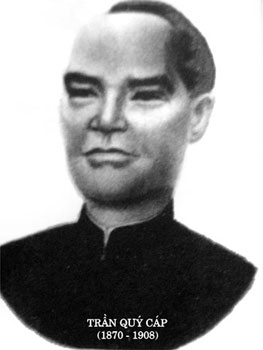 TRẦN QUÝ CÁP
(1870 - 1908)